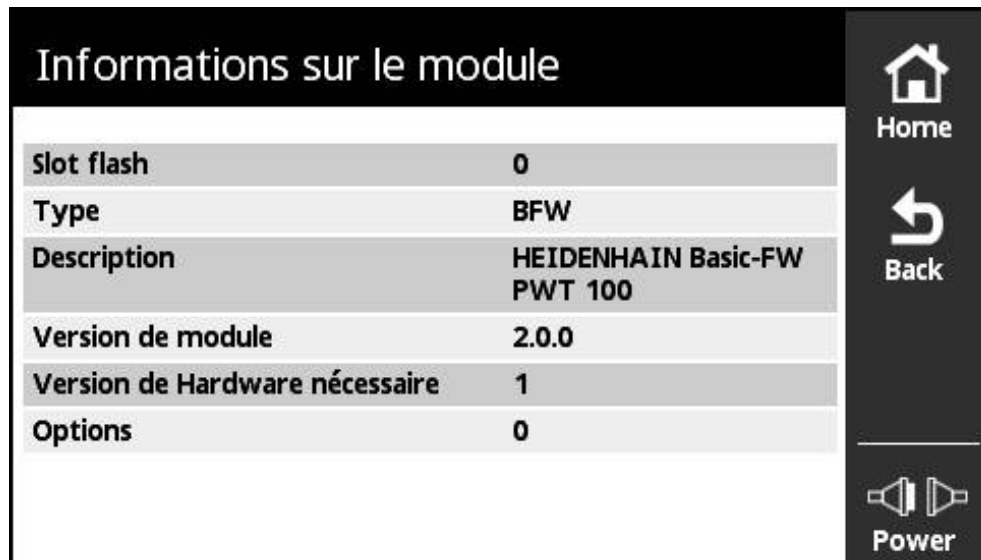 Informations sur le module
Home
Slot flash 0
Type BFW
Description HEIDENHAIN Basic-FW
PWT 100
Back
Version de module 2.0.0
Version de Hardware nécessaire 1
Options 0
Power